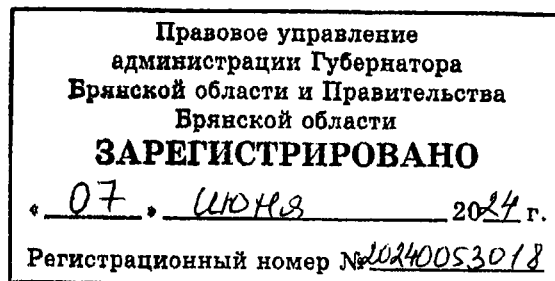 Правовое управление
администрации Губернатора
Брянской области и Правительства
Брянской области
ЗАРЕГИСТРИРОВАНО
« 07 » июня 2024 г.
Регистрационный номер №20240053018